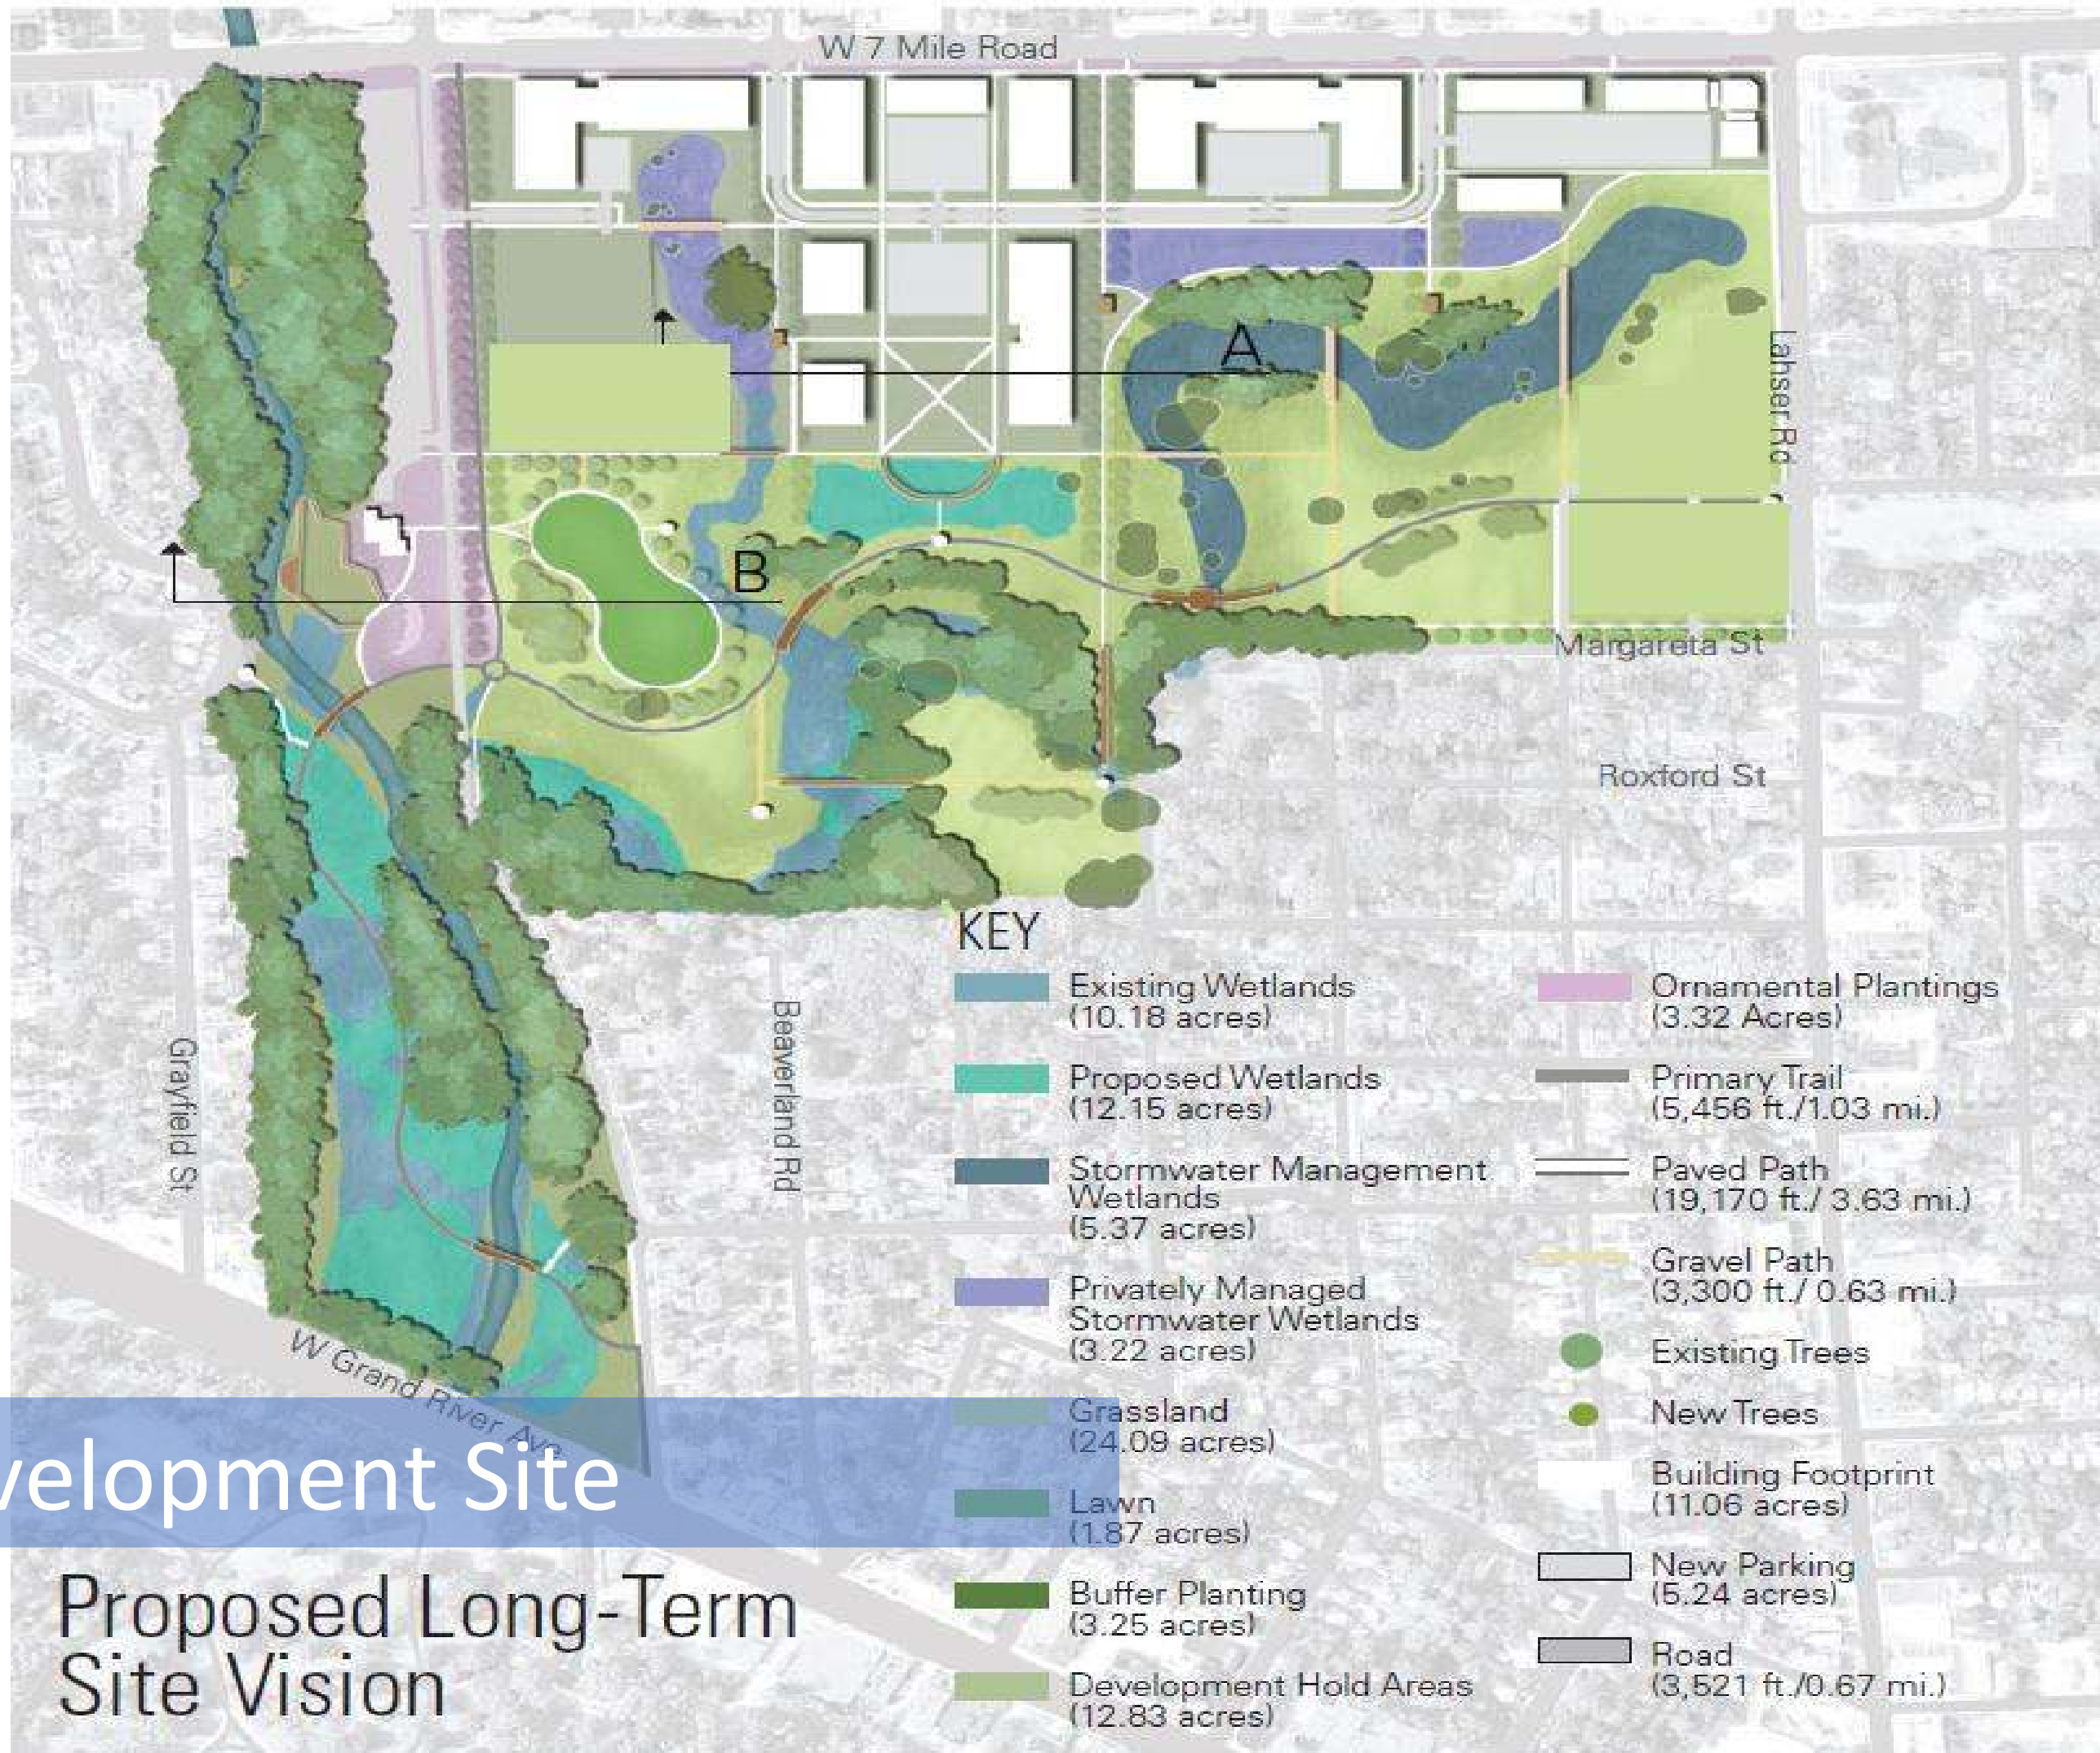 W 7 Mile Road
A
Lahser Rd
B
Margareta St
Roxford St
Grayfield St
Beaverland Rd
W Grand River Ave
KEY
Existing Wetlands
(10.18 acres)
Proposed Wetlands
(12.15 acres)
Stormwater Management
Wetlands
(5.37 acres)
Privately Managed
Stormwater Wetlands
(3.22 acres)
Grassland
(24.09 acres)
Lawn
(1.87 acres)
Buffer Planting
(3.25 acres)
Development Hold Areas
(12.83 acres)
Ornamental Plantings
(3.32 Acres)
Primary Trail
(5,456 ft./1.03 mi.)
Paved Path
(19,170 ft./ 3.63 mi.)
Gravel Path
(3,300 ft./ 0.63 mi.)
Existing Trees
New Trees
Building Footprint
(11.06 acres)
New Parking
(5.24 acres)
Road
(3,521 ft./0.67 mi.)
velopment Site
Proposed Long-Term
Site Vision